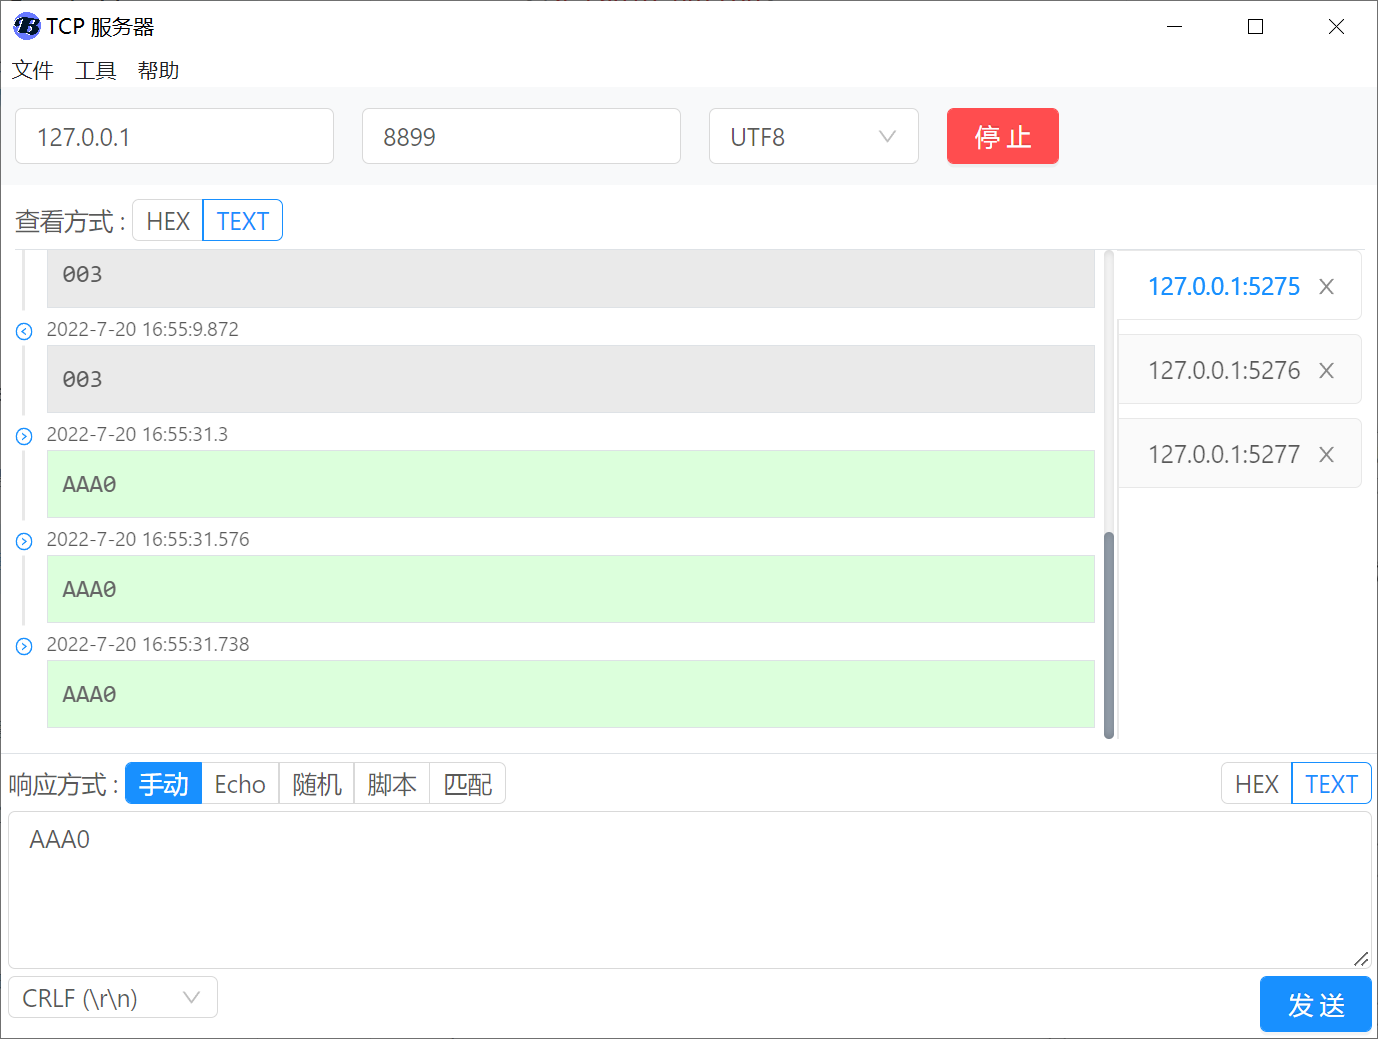 TCP 服务器
文件 工具 帮助
127.0.0.1 8899 UTF8 停止
查看方式 : HEX TEXT
003
2022-7-20 16:55:9.872
003
2022-7-20 16:55:31.3
AAA0
2022-7-20 16:55:31.576
AAA0
2022-7-20 16:55:31.738
AAA0
127.0.0.1:5275
127.0.0.1:5276
127.0.0.1:5277
响应方式 : 手动 Echo 随机 脚本 匹配 HEX TEXT
AAA0
CRLF (\r\n) 发送